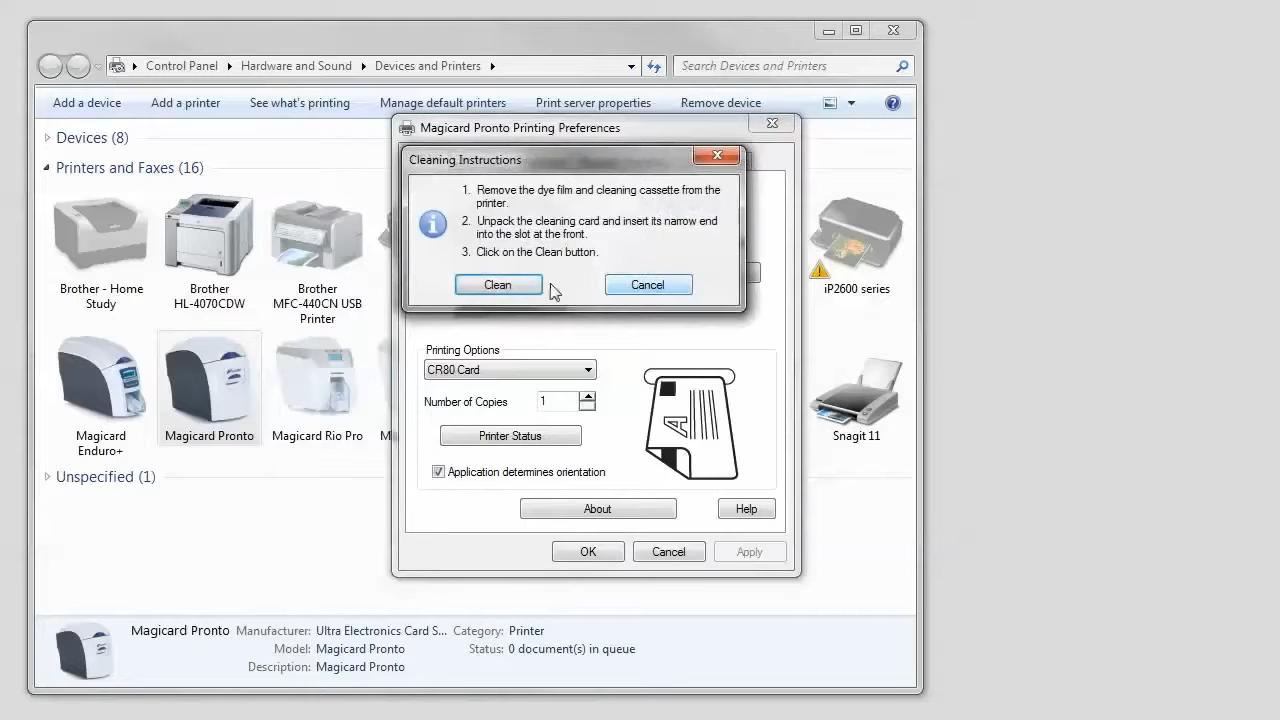 Control Panel Hardware and Sound Devices and Printers
Search Devices and Printers
Add a device Add a printer See what's printing Manage default printers Print server properties Remove device
Devices (8)
Printers and Faxes (16)
Brother - Home
Study
Brother
HL-4070CDW
Brother
MFC-440CN USB
Printer
iP2600 series
Magicard
Enduro+
Magicard Pronto
Magicard Rio Pro
M
Snagit 11
Unspecified (1)
Magicard Pronto Printing Preferences
Cleaning Instructions
1. Remove the dye film and cleaning cassette from the
printer.
2. Unpack the cleaning card and insert its narrow end
into the slot at the front.
3. Click on the Clean button.
Clean Cancel
Printing Options
CR80 Card
Number of Copies 1
Printer Status
Application determines orientation
A
About Help
OK Cancel Apply
Magicard Pronto Manufacturer: Ultra Electronics Card S... Category: Printer
Model: Magicard Pronto Status: 0 document(s) in queue
Description: Magicard Pronto